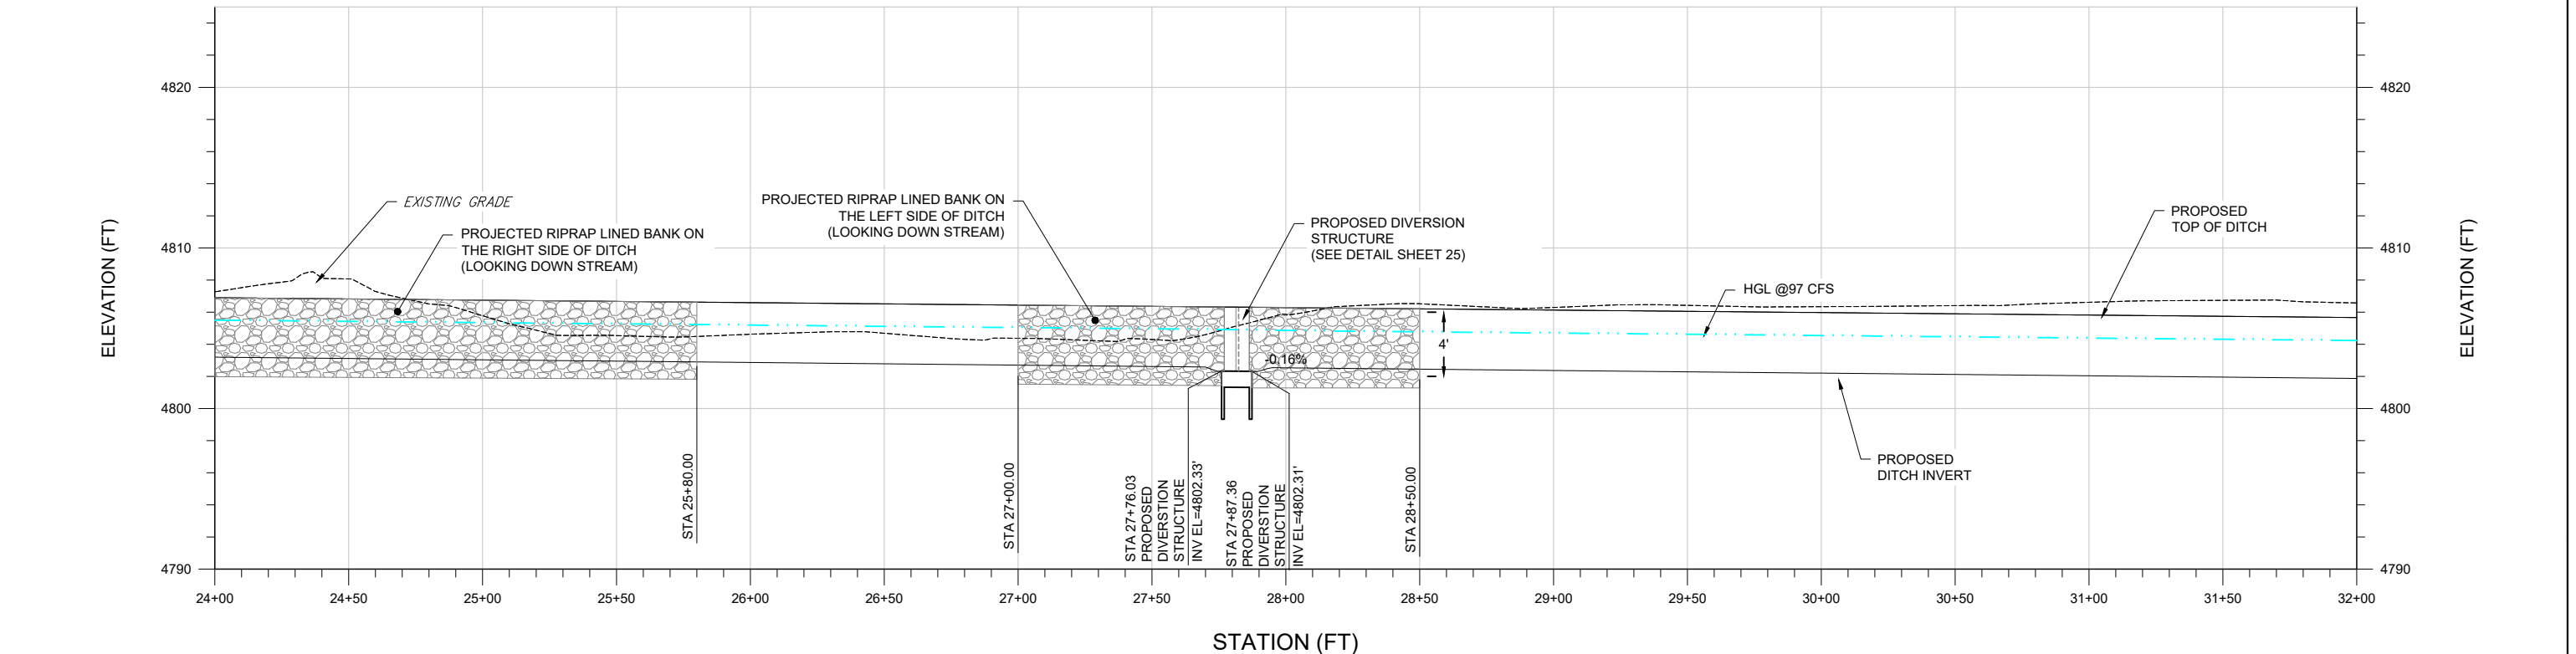 4820
4820
EXISTING GRADE
PROJECTED RIPRAP LINED BANK ON
THE LEFT SIDE OF DITCH
(LOOKING DOWN STREAM)
PROJECTED RIPRAP LINED BANK ON
THE RIGHT SIDE OF DITCH
(LOOKING DOWN STREAM)
PROPOSED DIVERSION
STRUCTURE
(SEE DETAIL SHEET 25)
PROPOSED
TOP OF DITCH
4810
4810
ELEVATION (FT)
ELEVATION (FT)
HGL @97 CFS
4'
-0.16%
4800
4800
PROPOSED
DITCH INVERT
STA 25+80.00
STA 27+00.00
STA 27+76.03
PROPOSED
DIVERSTION
STRUCTURE
INV EL=4802.33'
STA 27+87.36
PROPOSED
DIVERSTION
STRUCTURE
INV EL=4802.31'
STA 28+50.00
4790
4790
24+00
24+50
25+00
25+50
26+00
26+50
27+00
27+50
28+00
28+50
29+00
29+50
30+00
30+50
31+00
31+50
32+00
STATION (FT)